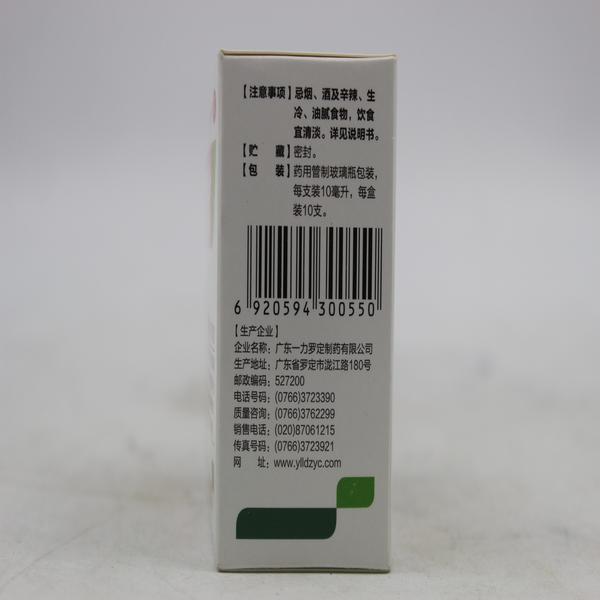 【注意事项】忌烟、酒及辛辣、生
冷、油腻食物，饮食
宜清淡。详见说明书。
【贮 藏】密封。
【包 装】药用管制玻璃瓶包装，
每支装10毫升，每盒
装10支。
6 920594 300550
【生产企业】
企业名称：广东一力罗定制药有限公司
生产地址：广东省罗定市泷江路180号
邮政编码：527200
电话号码：(0766)3723390
质量咨询：(0766)3762299
销售电话：(020)87061215
传真号码：(0766)3723921
网 址：www.ylldzyc.com